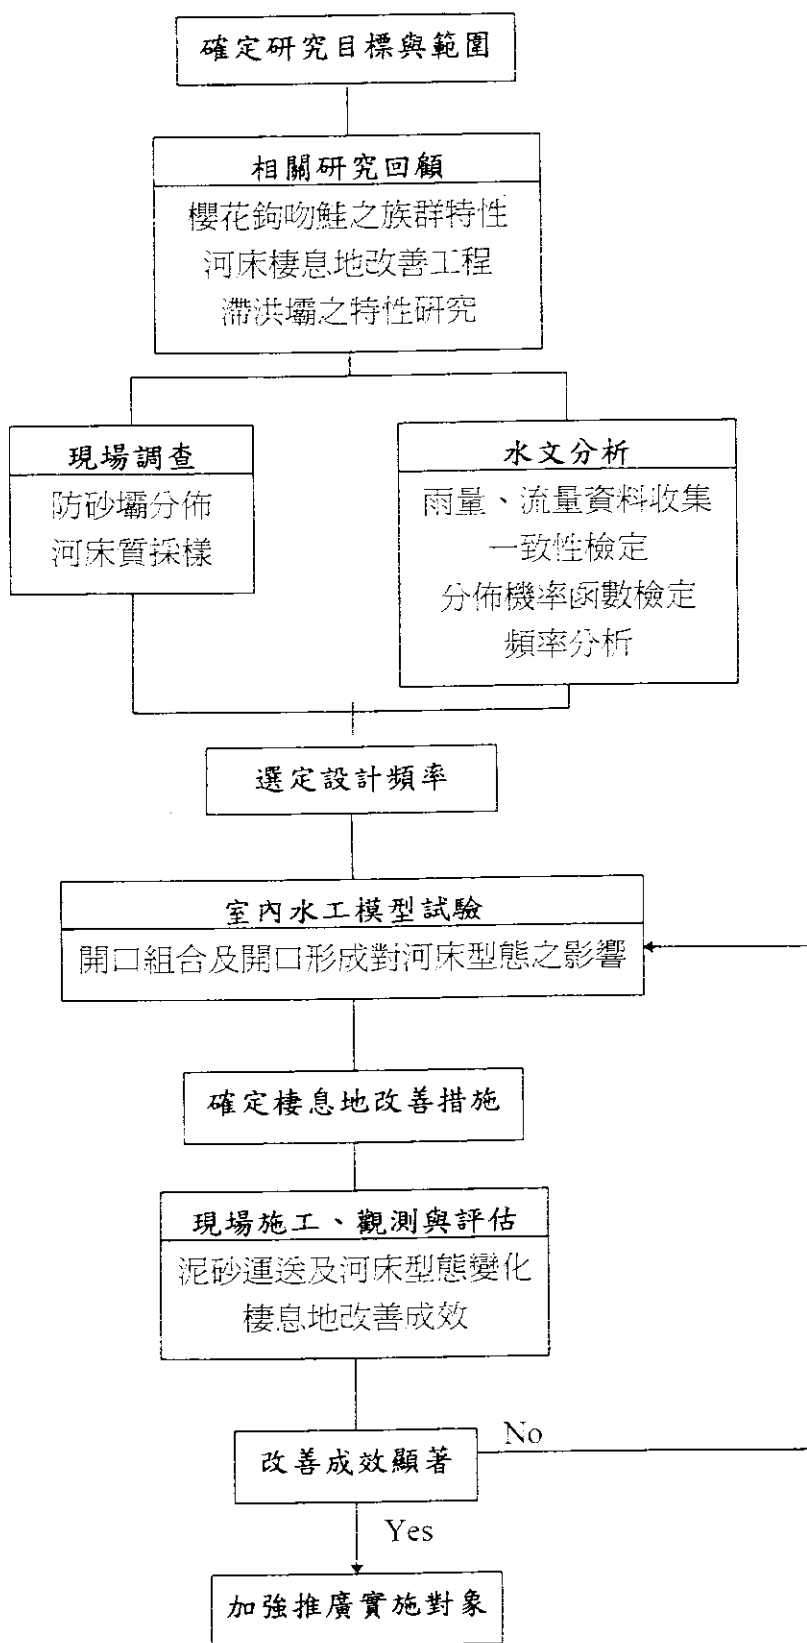 確定研究目標與範圍
相關研究回顧
櫻花鉤吻鮭之族群特性
河床棲息地改善工程
滯洪壩之特性研究
現場調查
防砂壩分佈
河床質採樣
水文分析
雨量、流量資料收集
一致性檢定
分佈機率函數檢定
頻率分析
選定設計頻率
室內水工模型試驗
開口組合及開口形成對河床型態之影響
確定棲息地改善措施
現場施工、觀測與評估
泥砂運送及河床型態變化
棲息地改善成效
改善成效顯著
No
Yes
加強推廣實施對象